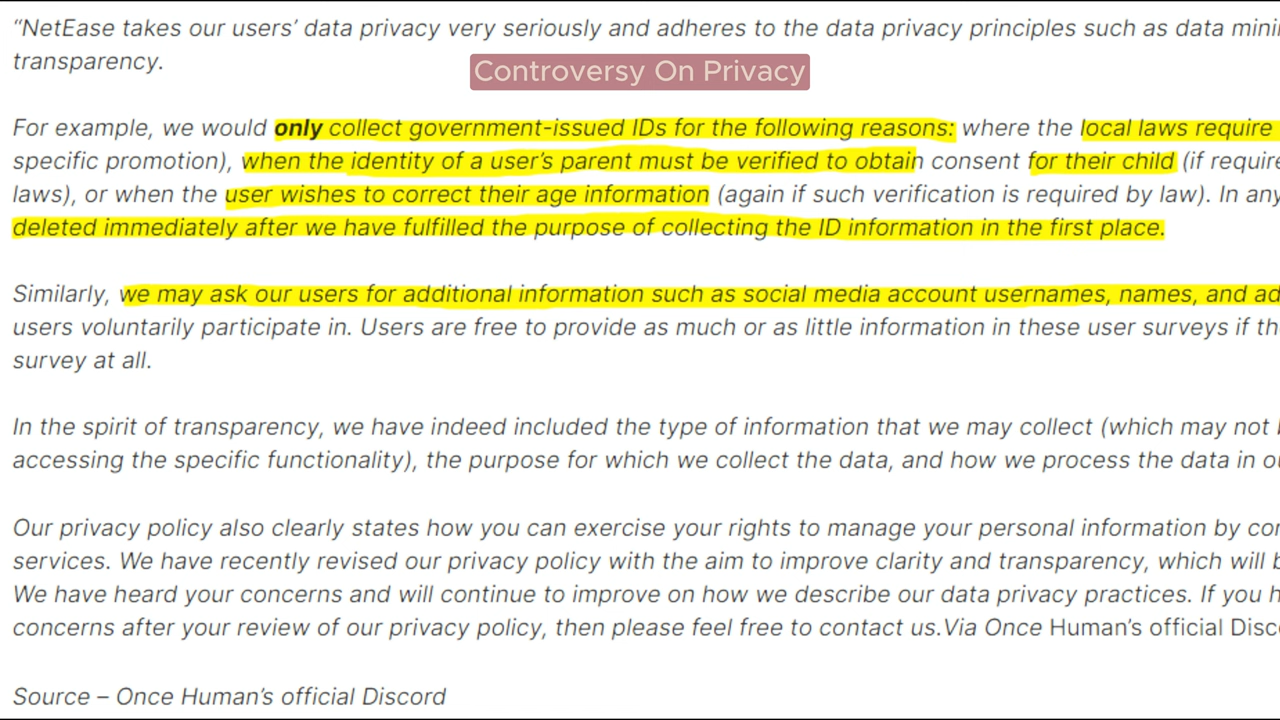 “NetEase takes our users’ data privacy very seriously and adheres to the data privacy principles such as data
transparency.
Controversy On Privacy
For example, we would only collect government-issued IDs for the following reasons: where the local laws require
specific promotion), when the identity of a user’s parent must be verified to obtain consent for their child (if
laws), or when the user wishes to correct their age information (again if such verification is required by law). In any
deleted immediately after we have fulfilled the purpose of collecting the ID information in the first place.
Similarly, we may ask our users for additional information such as social media account usernames, names, and
users voluntarily participate in. Users are free to provide as much or as little information in these user surveys if
survey at all.
In the spirit of transparency, we have indeed included the type of information that we may collect (which may not
accessing the specific functionality), the purpose for which we collect the data, and how we process the data in
Our privacy policy also clearly states how you can exercise your rights to manage your personal information by
services. We have recently revised our privacy policy with the aim to improve clarity and transparency, which will
We have heard your concerns and will continue to improve on how we describe our data privacy practices. If you
concerns after your review of our privacy policy, then please feel free to contact us.Via Once Human’s official
Source – Once Human’s official Discord